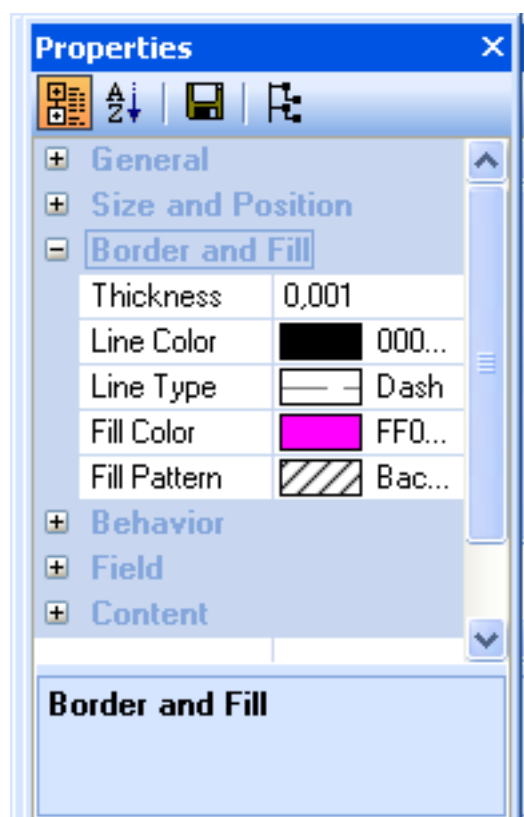 Properties
General
Size and Position
Border and Fill
Thickness 0,001
Line Color 000...
Line Type Dash
Fill Color FF0...
Fill Pattern Bac...
Behavior
Field
Content
Border and Fill